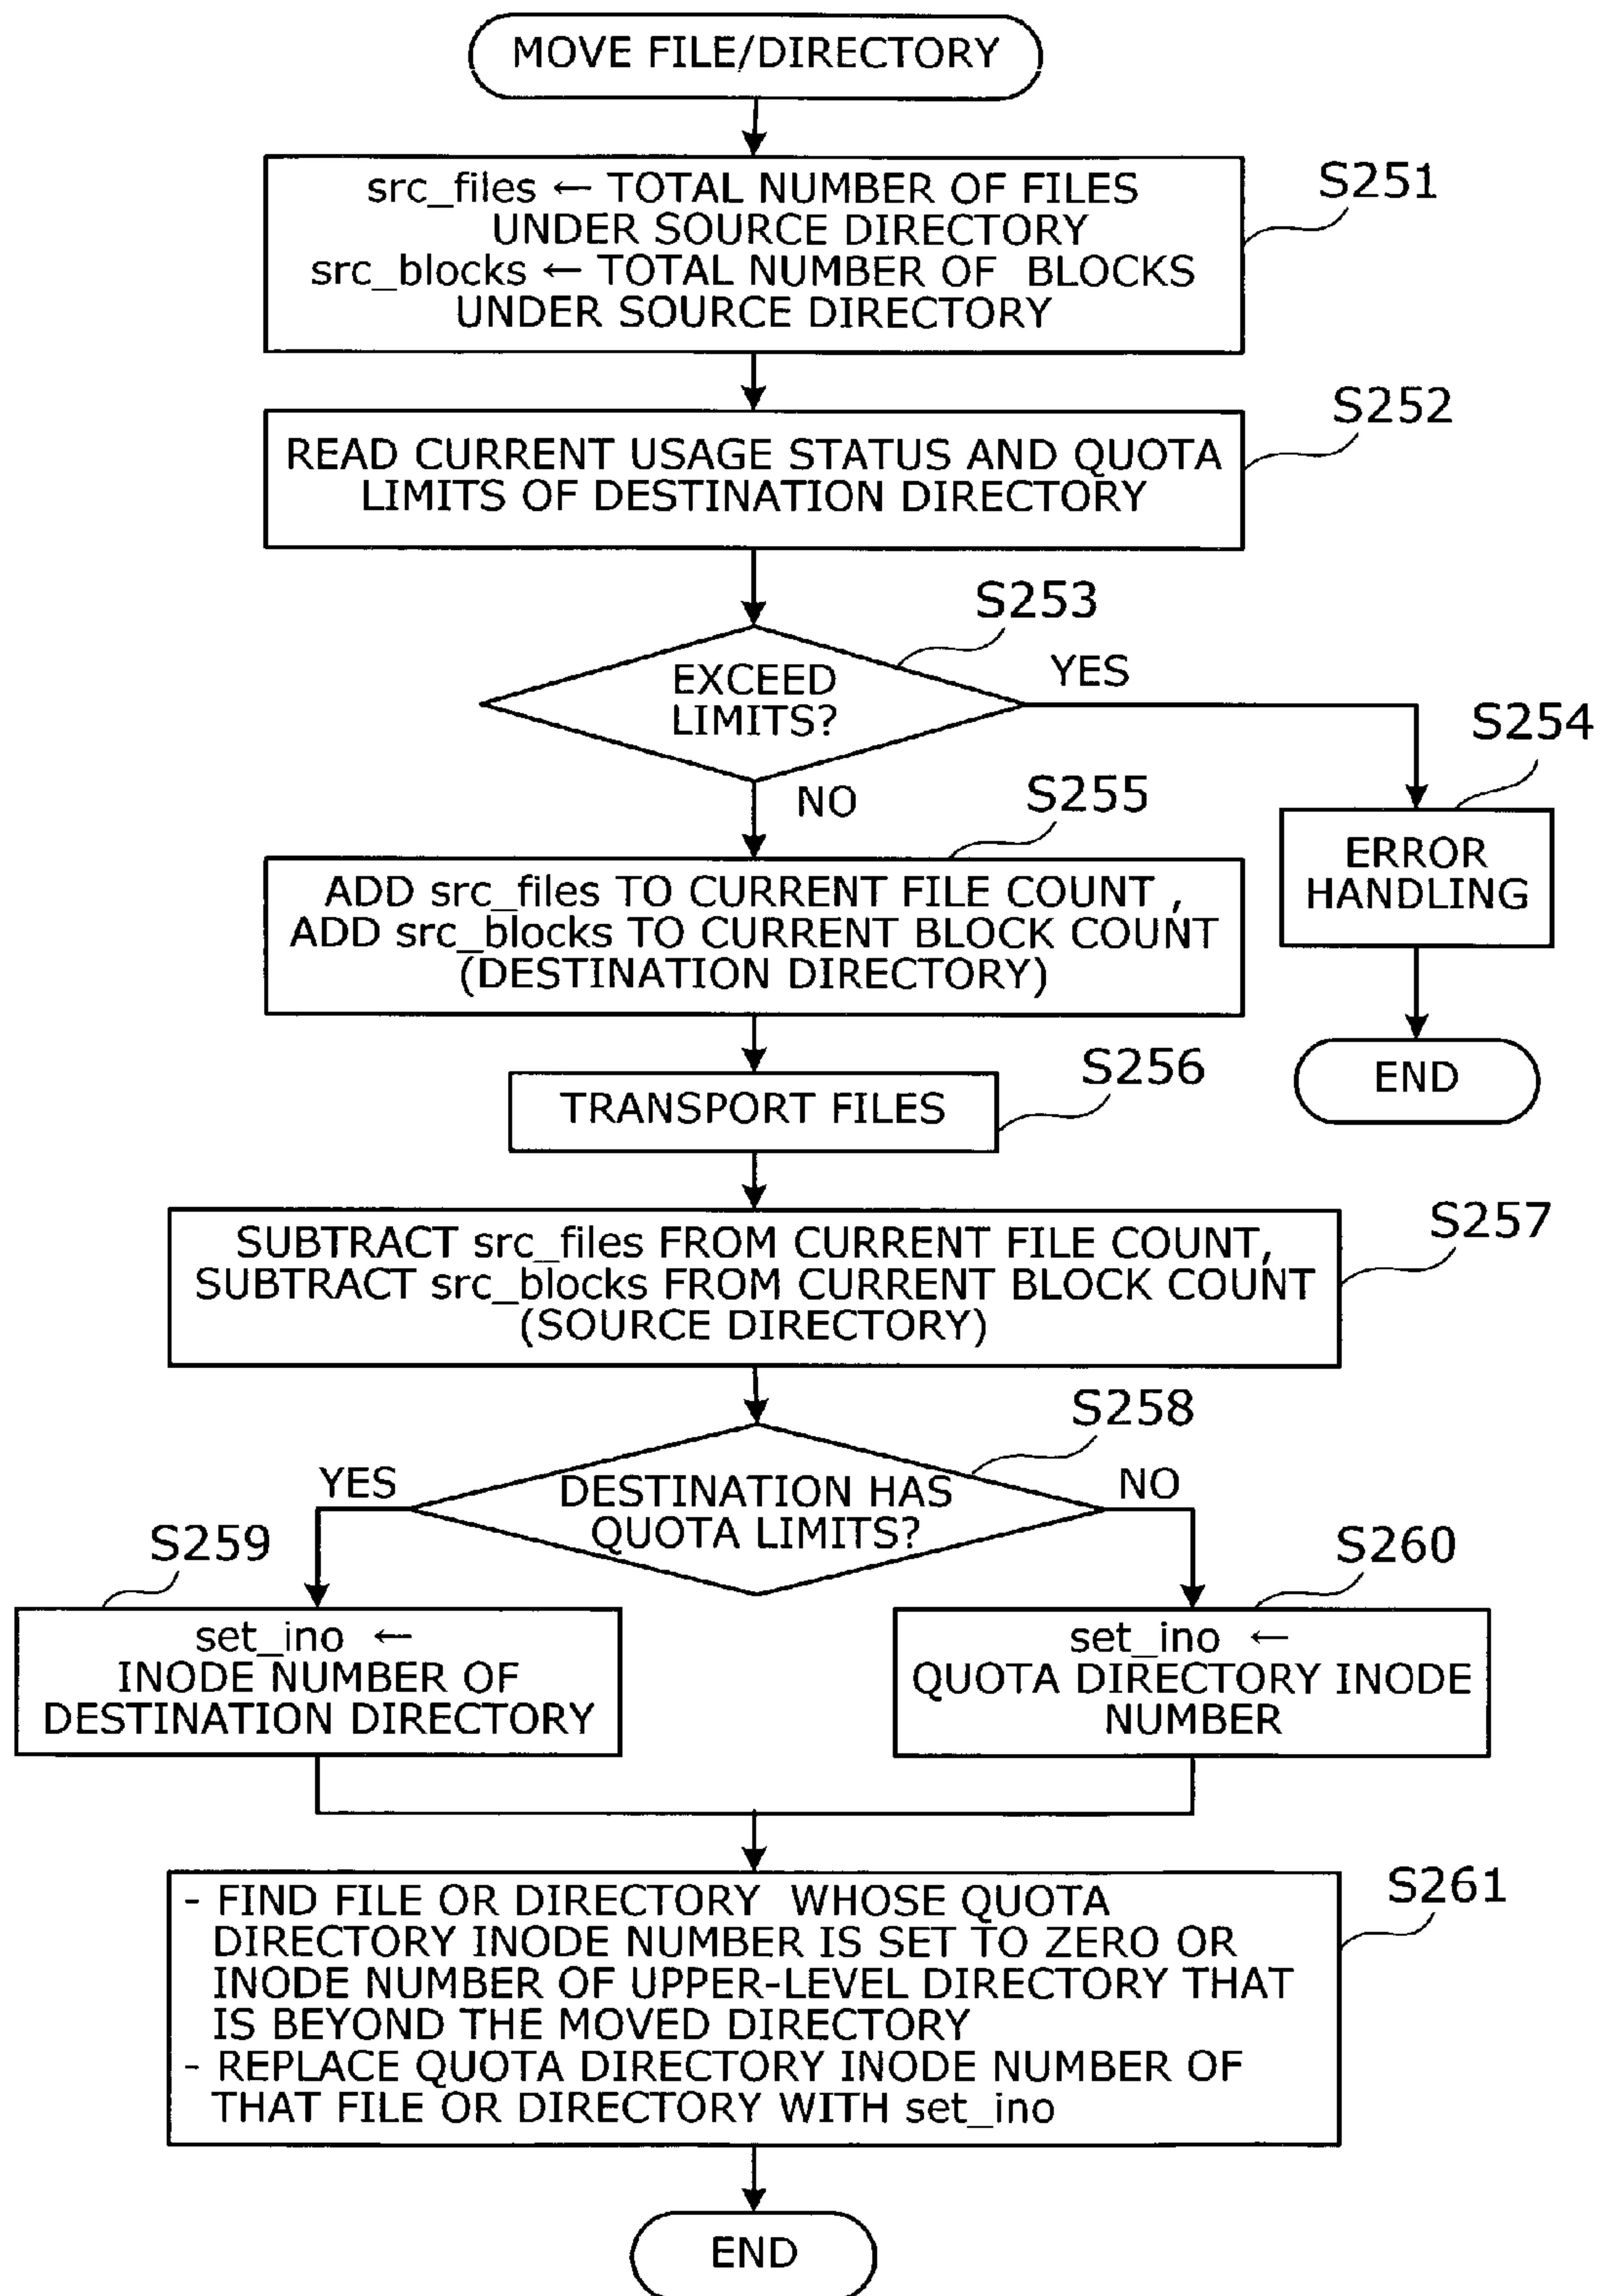 MOVE FILE/DIRECTORY
S251
src_files ← TOTAL NUMBER OF FILES
UNDER SOURCE DIRECTORY
src_blocks ← TOTAL NUMBER OF BLOCKS
UNDER SOURCE DIRECTORY
S252
READ CURRENT USAGE STATUS AND QUOTA
LIMITS OF DESTINATION DIRECTORY
S253
EXCEED
LIMITS?
YES
NO
S254
ERROR
HANDLING
END
S255
ADD src_files TO CURRENT FILE COUNT ,
ADD src_blocks TO CURRENT BLOCK COUNT
(DESTINATION DIRECTORY)
S256
TRANSPORT FILES
S257
SUBTRACT src_files FROM CURRENT FILE COUNT,
SUBTRACT src_blocks FROM CURRENT BLOCK COUNT
(SOURCE DIRECTORY)
S258
DESTINATION HAS
QUOTA LIMITS?
YES
NO
S259
set_ino ←
INODE NUMBER OF
DESTINATION DIRECTORY
S260
set_ino ←
QUOTA DIRECTORY INODE
NUMBER
S261
- FIND FILE OR DIRECTORY WHOSE QUOTA
DIRECTORY INODE NUMBER IS SET TO ZERO OR
INODE NUMBER OF UPPER-LEVEL DIRECTORY THAT
IS BEYOND THE MOVED DIRECTORY
- REPLACE QUOTA DIRECTORY INODE NUMBER OF
THAT FILE OR DIRECTORY WITH set_ino
END